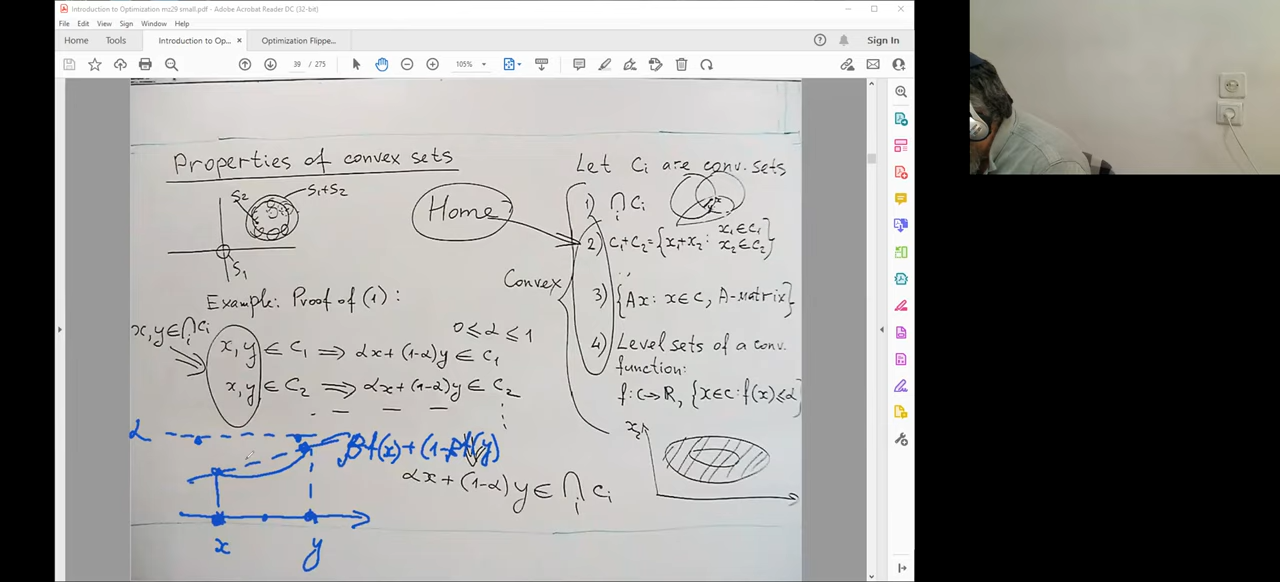 Introduction to Optimization mz29 small.pdf - Adobe Acrobat Reader DC (32-bit)
File Edit View Sign Window Help
Home Tools Introduction to Op... × Optimization Flippe... Sign In
39 / 275 105%
Properties of convex sets
S2 S1+S2
S1
Home
Example: Proof of (1):
x,y ∈ ⋂i Ci
0 ≤ α ≤ 1
x, y ∈ C1 ⟹ αx+(1-α)y ∈ C1
x, y ∈ C2 ⟹ αx+(1-α)y ∈ C2
αx+(1-α)y ∈ ⋂i Ci
α
βf(x)+(1-β)f(y)
x y
Let Ci are conv. sets
Convex
1) ⋂i Ci
2) C1+C2={x1+x2: x1∈C1, x2∈C2}
3) {Ax: x∈C, A-matrix}
4) Level sets of a conv.
function:
f: C→ℝ, {x∈C: f(x)≤α}
x2